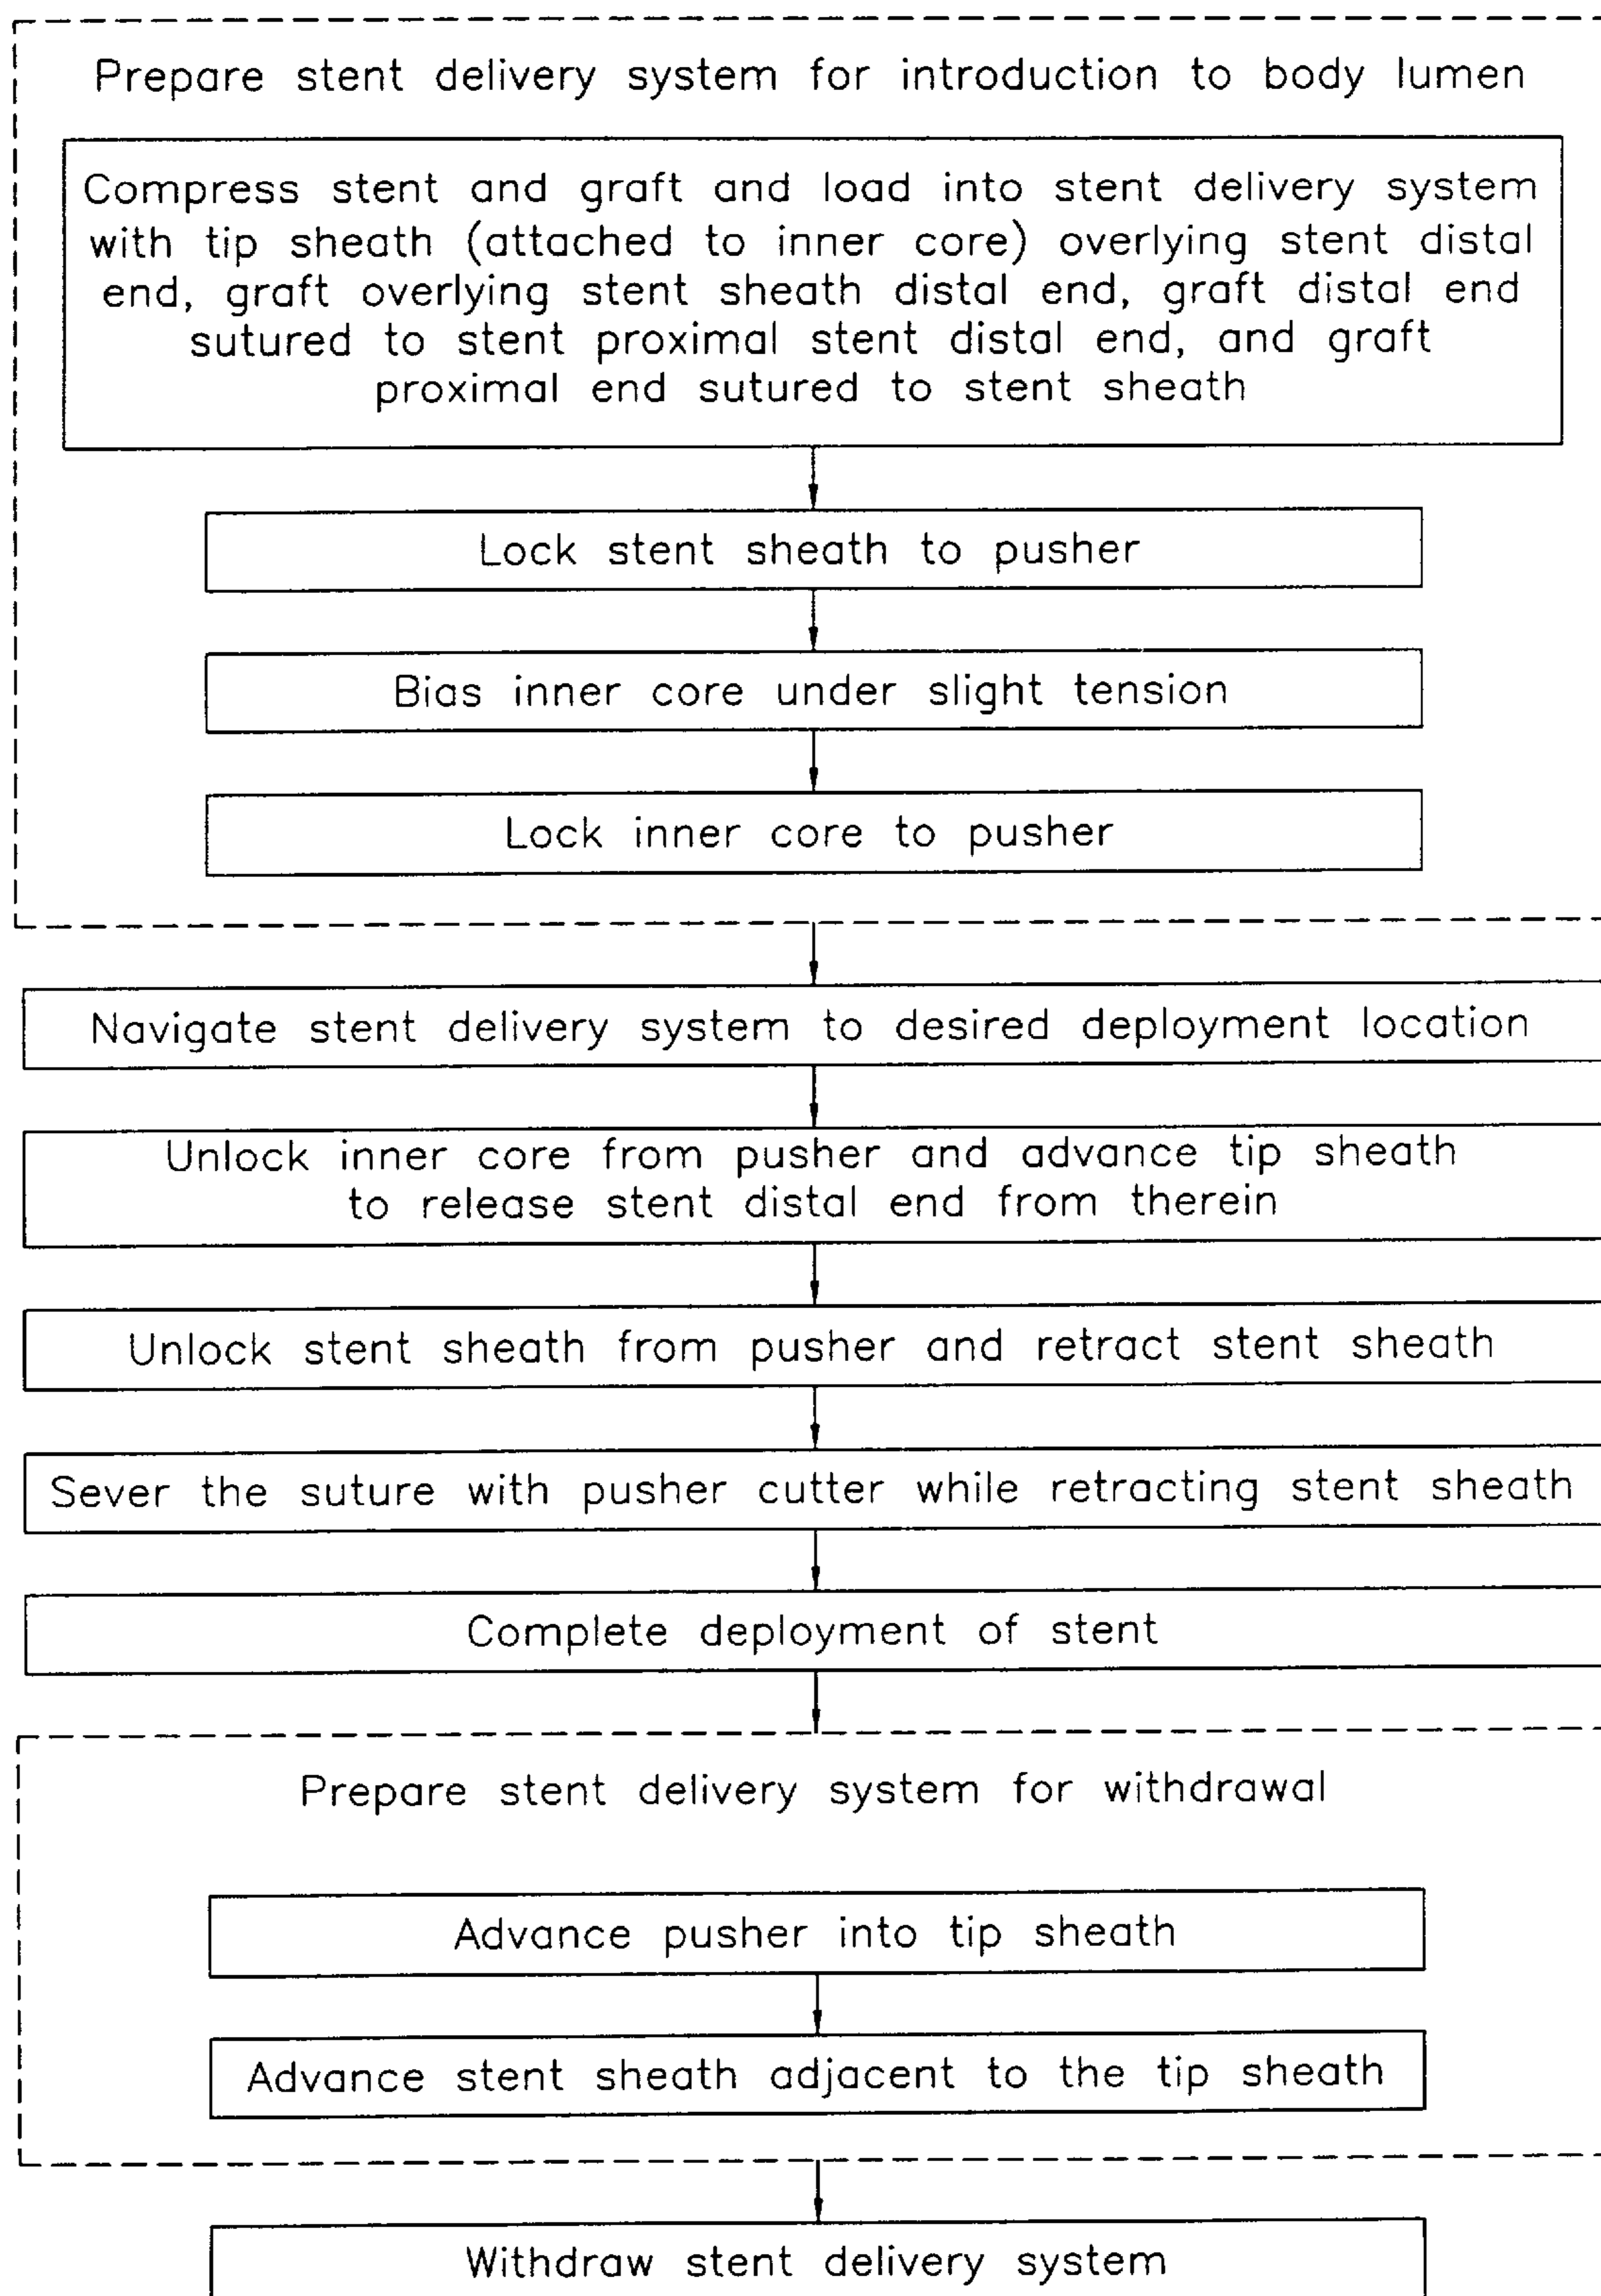 Prepare stent delivery system for introduction to body lumen
Compress stent and graft and load into stent delivery system
with tip sheath (attached to inner core) overlying stent distal
end, graft overlying stent sheath distal end, graft distal end
sutured to stent proximal stent distal end, and graft
proximal end sutured to stent sheath
Lock stent sheath to pusher
Bias inner core under slight tension
Lock inner core to pusher
Navigate stent delivery system to desired deployment location
Unlock inner core from pusher and advance tip sheath
to release stent distal end from therein
Unlock stent sheath from pusher and retract stent sheath
Sever the suture with pusher cutter while retracting stent sheath
Complete deployment of stent
Prepare stent delivery system for withdrawal
Advance pusher into tip sheath
Advance stent sheath adjacent to the tip sheath
Withdraw stent delivery system